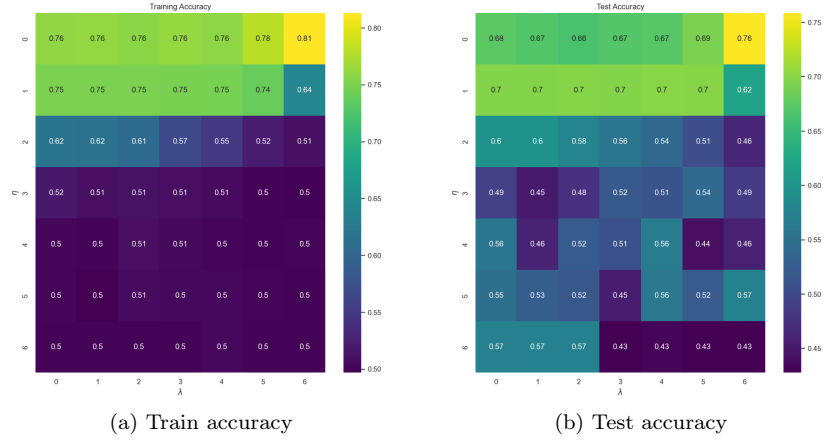 Training Accuracy
0 0.76 0.76 0.76 0.76 0.76 0.78 0.81
1 0.75 0.75 0.75 0.75 0.75 0.74 0.64
2 0.62 0.62 0.61 0.57 0.55 0.52 0.51
η 3 0.52 0.51 0.51 0.51 0.51 0.5 0.5
4 0.5 0.5 0.51 0.51 0.5 0.5 0.5
5 0.5 0.5 0.51 0.5 0.5 0.5 0.5
6 0.5 0.5 0.5 0.5 0.5 0.5 0.5
0 1 2 3 4 5 6
λ
0.80
0.75
0.70
0.65
0.60
0.55
0.50
(a) Train accuracy
Test Accuracy
0 0.68 0.67 0.66 0.67 0.67 0.69 0.76
1 0.7 0.7 0.7 0.7 0.7 0.7 0.62
2 0.6 0.6 0.58 0.56 0.54 0.51 0.46
η 3 0.49 0.45 0.48 0.52 0.51 0.54 0.49
4 0.56 0.46 0.52 0.51 0.56 0.44 0.46
5 0.55 0.53 0.52 0.45 0.56 0.52 0.57
6 0.57 0.57 0.57 0.43 0.43 0.43 0.43
0 1 2 3 4 5 6
λ
0.75
0.70
0.65
0.60
0.55
0.50
0.45
(b) Test accuracy